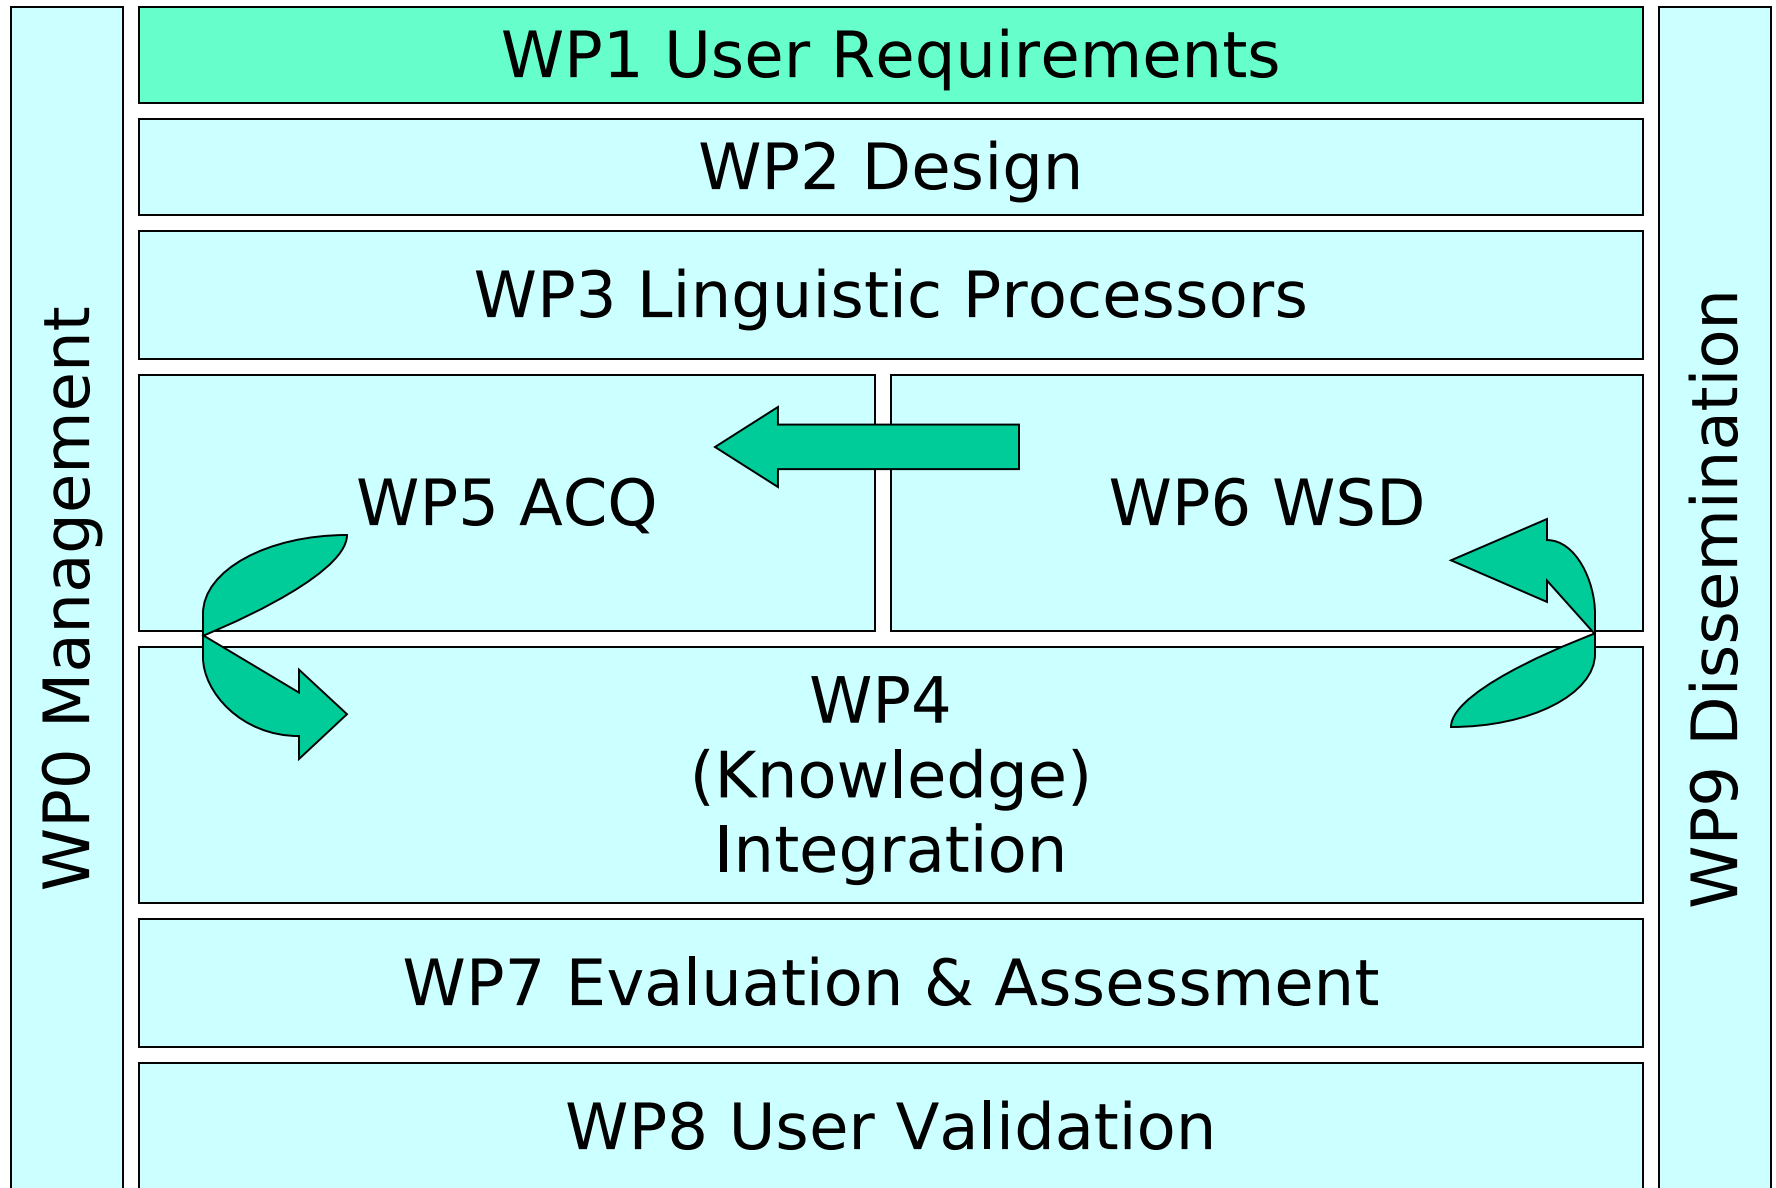 WP0 Management
WP1 User Requirements
WP2 Design
WP3 Linguistic Processors
WP5 ACQ
WP6 WSD
WP4
(Knowledge)
Integration
WP7 Evaluation & Assessment
WP8 User Validation
WP9 Dissemination